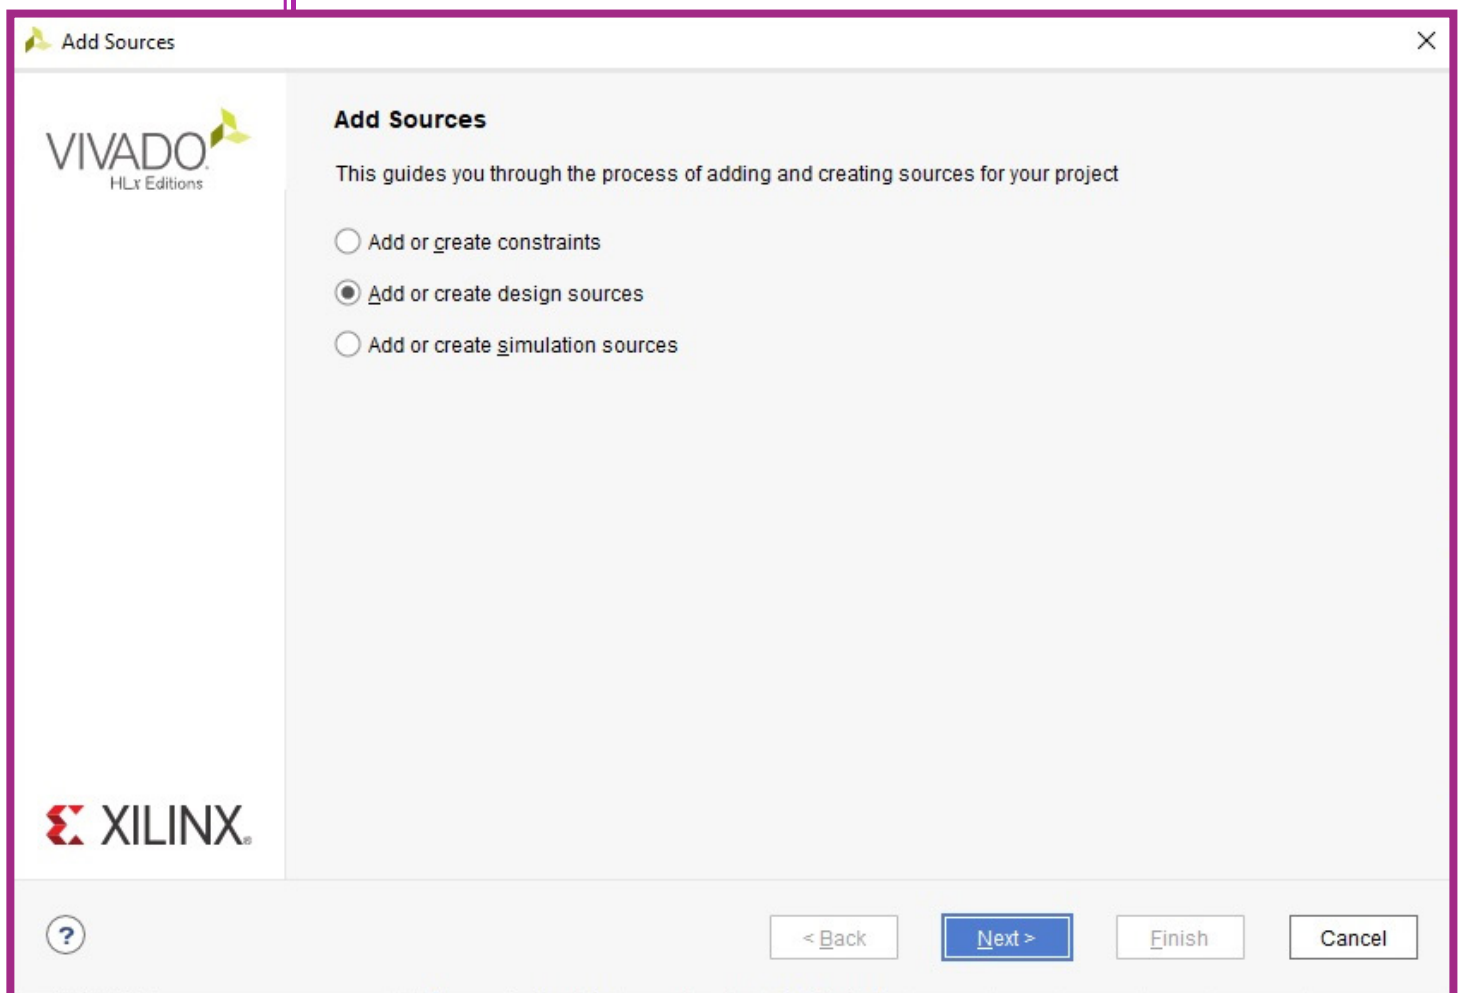 Add Sources
VIVADO.
HLx Editions
Add Sources
This guides you through the process of adding and creating sources for your project
Add or create constraints
Add or create design sources
Add or create simulation sources
XILINX
?
< Back
Next >
Finish
Cancel